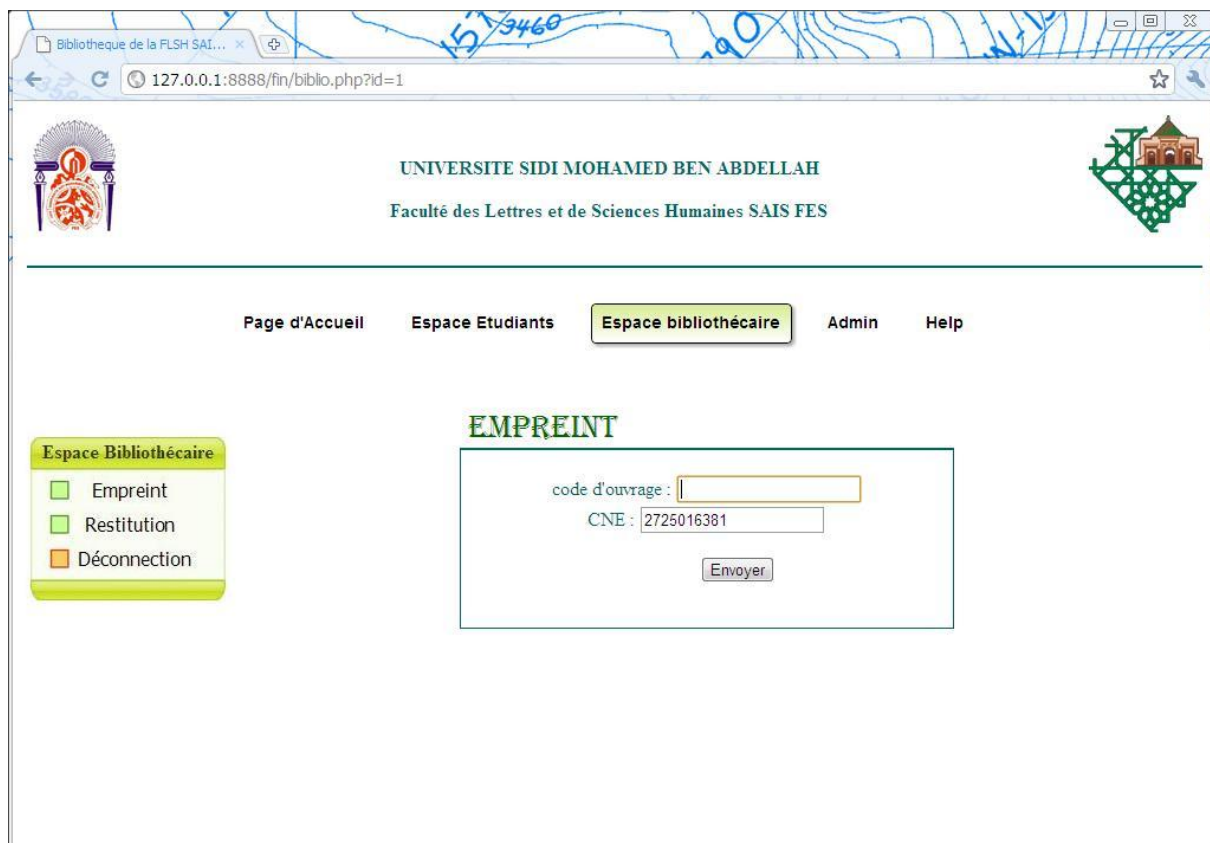 3460
Bibliotheque de la FLSH SAI...
127.0.0.1:8888/fin/biblio.php?id=1
UNIVERSITE SIDI MOHAMED BEN ABDELLAH
Faculté des Lettres et de Sciences Humaines SAIS FES
Page d'Accueil Espace Etudiants Espace bibliothécaire Admin Help
EMPREINT
Espace Bibliothécaire
Empreint
Restitution
Déconnection
code d'ouvrage :
CNE : 2725016381
Envoyer